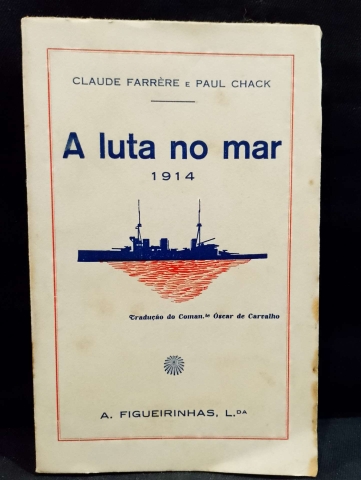 CLAUDE FARRÈRE E PAUL CHACK
A luta no mar
1914
Tradução do Coman.te Óscar de Carvalho
A. FIGUEIRINHAS, L.DA